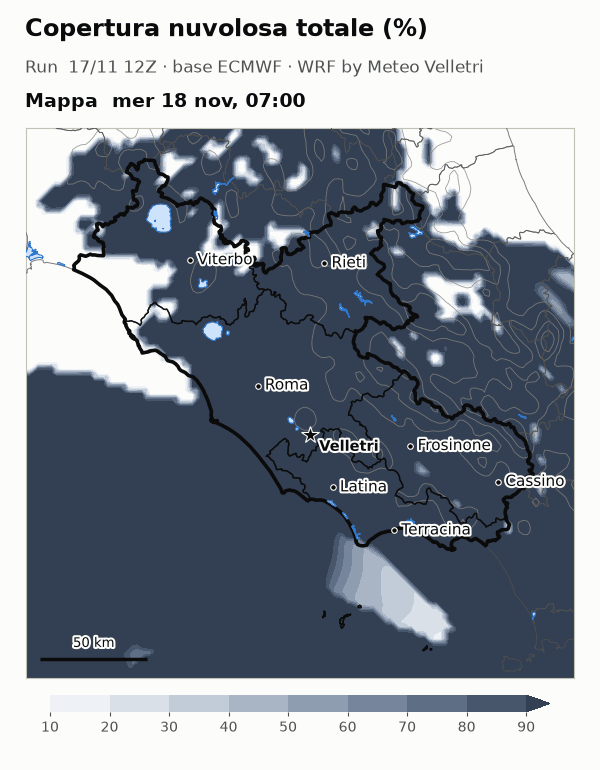 Copertura nuvolosa totale (%)
Run  17/11 12Z · base ECMWF · WRF by Meteo Velletri
Mappa  mer 18 nov, 07:00
Viterbo
Rieti
Roma
Velletri
Frosinone
Cassino
Latina
Terracina
50 km
10 20 30 40 50 60 70 80 90